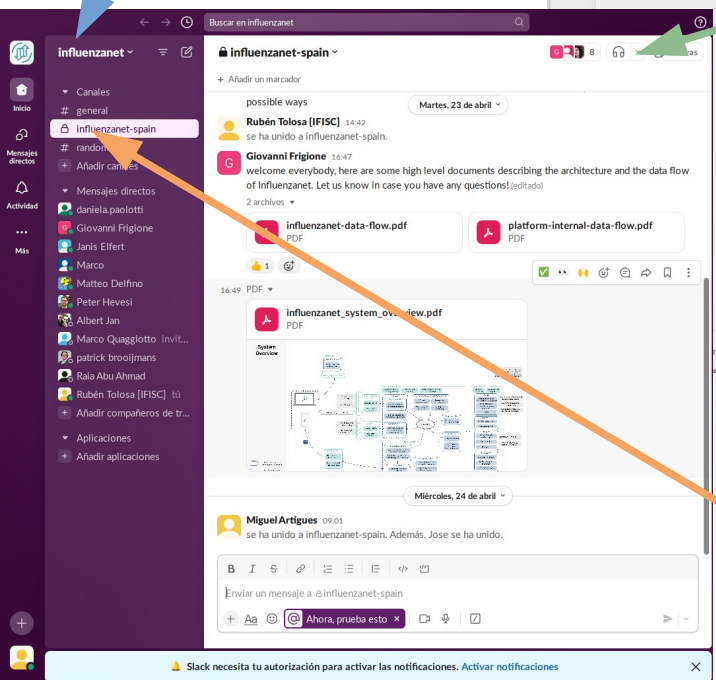 Buscar en influenzanet
influenzanet
Inicio
Mensajes
directos
Actividad
Más
Canales
general
influenzanet-spain
random
Añadir canales
Mensajes directos
daniela.paolotti
Giovanni Frigione
Janis Elfert
Marco
Matteo Delfino
Peter Hevesi
Albert Jan
Marco Quaggiotto invit...
patrick brooijmans
Raia Abu Ahmad
Rubén Tolosa [IFISC] tú
Añadir compañeros de tr...
Aplicaciones
Añadir aplicaciones
influenzanet-spain
8
+ Añadir un marcador
possible ways
Martes, 23 de abril
Rubén Tolosa [IFISC] 14:42
se ha unido a influenzanet-spain.
G
Giovanni Frigione 16:47
welcome everybody, here are some high level documents describing the architecture and the data flow
of Influenzanet. Let us know in case you have any questions! (editado)
2 archivos
influenzanet-data-flow.pdf
PDF
platform-internal-data-flow.pdf
PDF
1
16:49 PDF
influenzanet_system_overview.pdf
PDF
System
Overview
Miércoles, 24 de abril
Miguel Artigues 09:01
se ha unido a influenzanet-spain. Además, Jose se ha unido.
B I S
Enviar un mensaje a influenzanet-spain
+ Aa @ Ahora, prueba esto ×
Slack necesita tu autorización para activar las notificaciones. Activar notificaciones